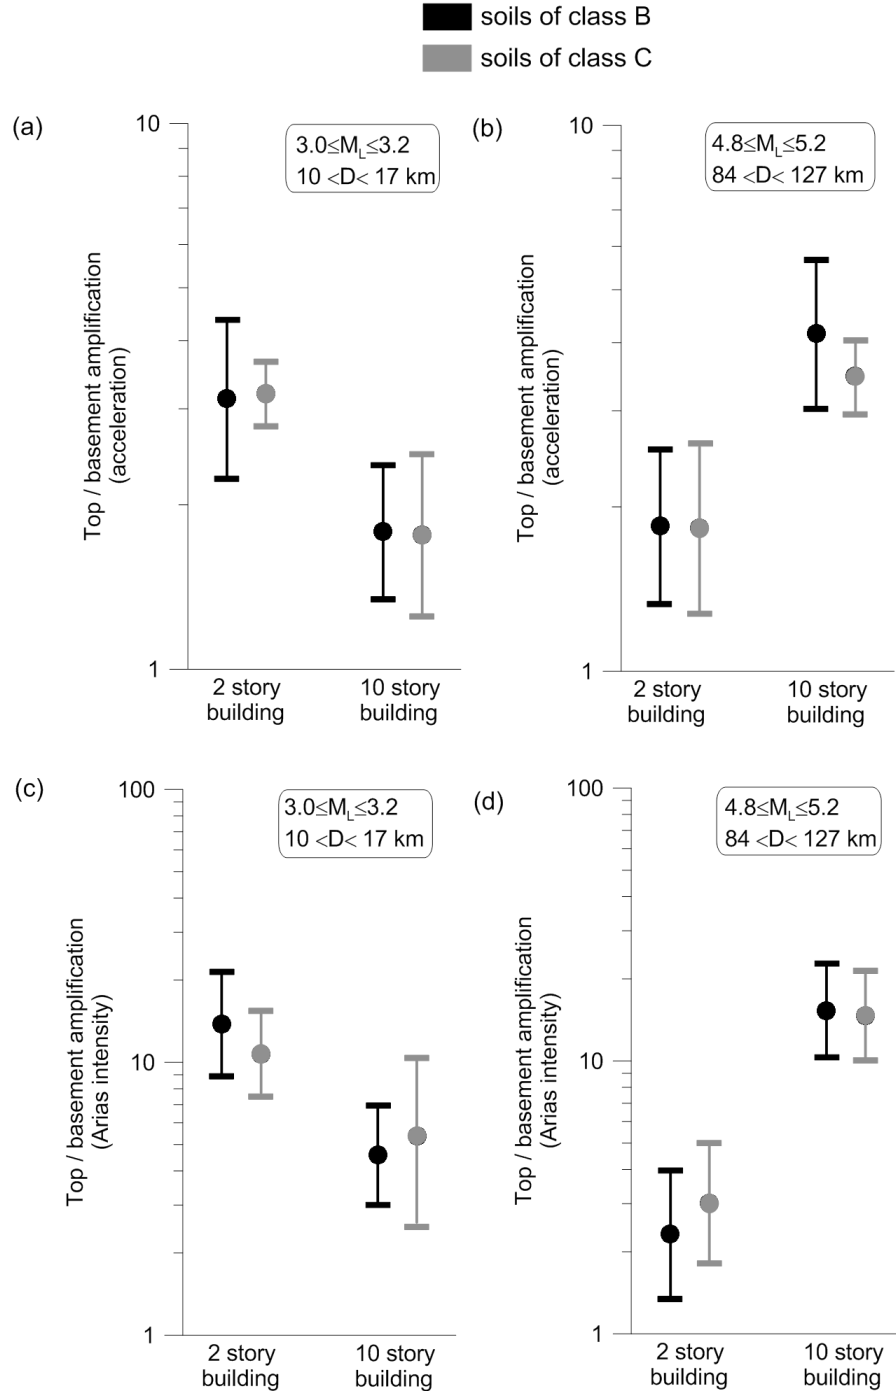 soils of class B
soils of class C
(a)
10
3.0≤M_L≤3.2
10 <D< 17 km
Top / basement amplification
(acceleration)
1
2 story
building
10 story
building
(b)
10
4.8≤M_L≤5.2
84 <D< 127 km
Top / basement amplification
(acceleration)
1
2 story
building
10 story
building
(c)
100
3.0≤M_L≤3.2
10 <D< 17 km
Top / basement amplification
(Arias intensity)
10
1
2 story
building
10 story
building
(d)
100
4.8≤M_L≤5.2
84 <D< 127 km
Top / basement amplification
(Arias intensity)
10
1
2 story
building
10 story
building